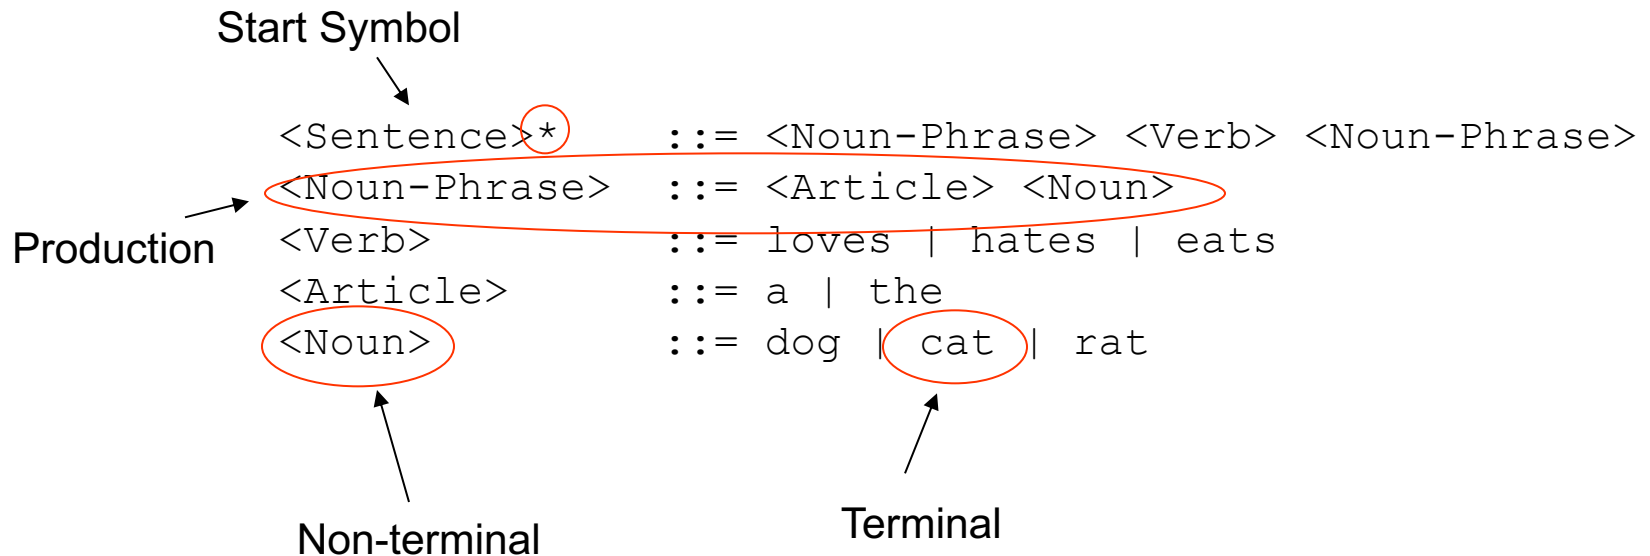 Start Symbol
<Sentence>* ::= <Noun-Phrase> <Verb> <Noun-Phrase>
<Noun-Phrase> ::= <Article> <Noun>
Production
<Verb> ::= loves | hates | eats
<Article> ::= a | the
<Noun> ::= dog | cat | rat
Non-terminal
Terminal